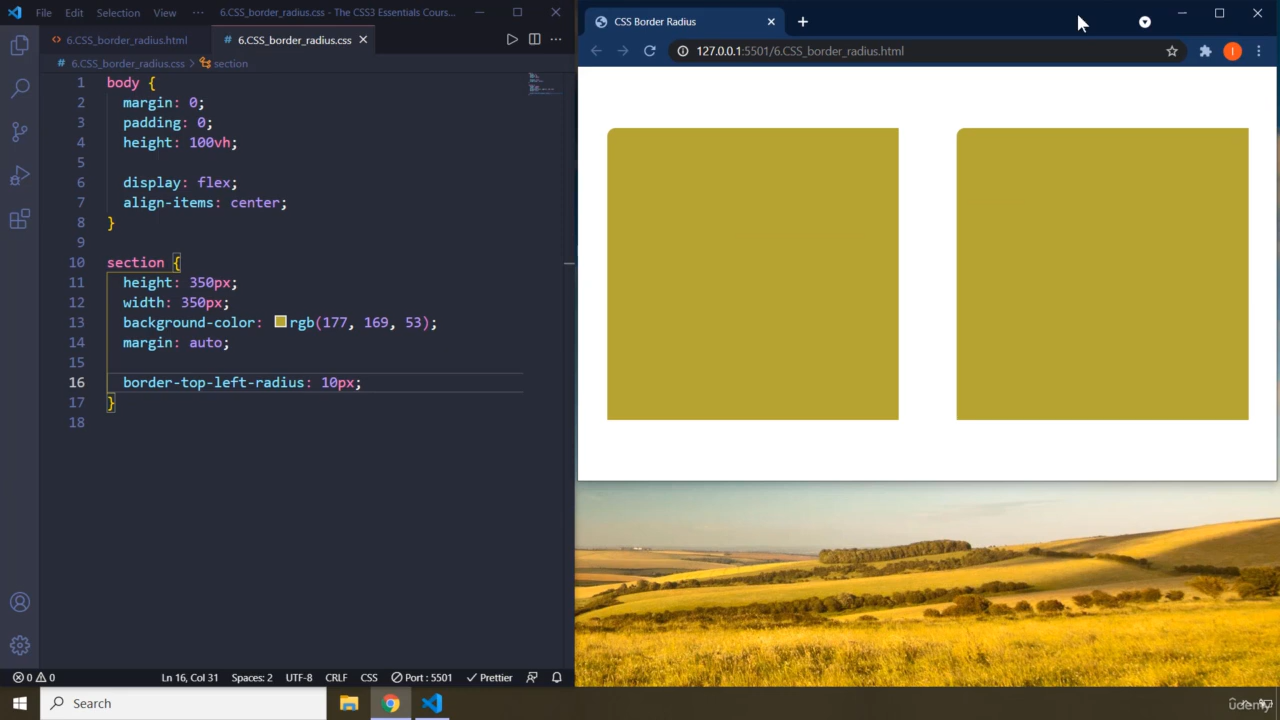 File Edit Selection View ··· 6.CSS_border_radius.css - The CSS3 Essentials Cours...
6.CSS_border_radius.html # 6.CSS_border_radius.css
# 6.CSS_border_radius.css > section
1 body {
2 margin: 0;
3 padding: 0;
4 height: 100vh;
5
6 display: flex;
7 align-items: center;
8 }
9
10 section {
11 height: 350px;
12 width: 350px;
13 background-color: rgb(177, 169, 53);
14 margin: auto;
15
16 border-top-left-radius: 10px;
17 }
18
0 0 Ln 16, Col 31 Spaces: 2 UTF-8 CRLF CSS Port : 5501 Prettier
CSS Border Radius
127.0.0.1:5501/6.CSS_border_radius.html
I
Search
udemy